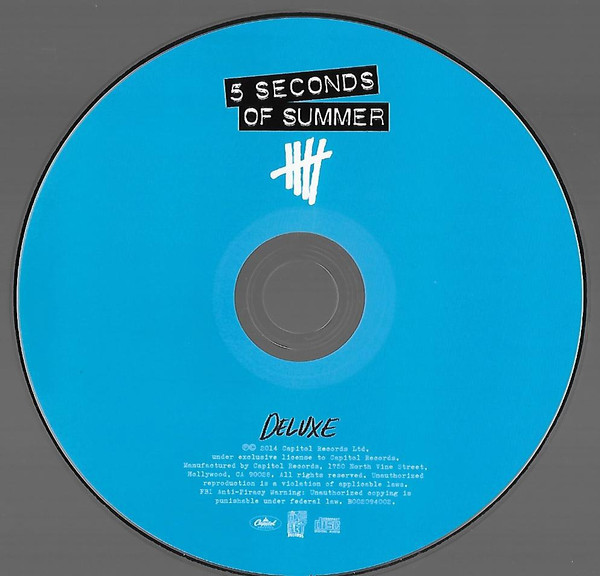 5 SECONDS
OF SUMMER
DELUXE
℗© 2014 Capitol Records Ltd.
under exclusive license to Capitol Records.
Manufactured by Capitol Records, 1750 North Vine Street,
Hollywood, CA 90028. All rights reserved. Unauthorized
reproduction is a violation of applicable laws.
FBI Anti-Piracy Warning: Unauthorized copying is
punishable under federal law. B002094002.
Capitol